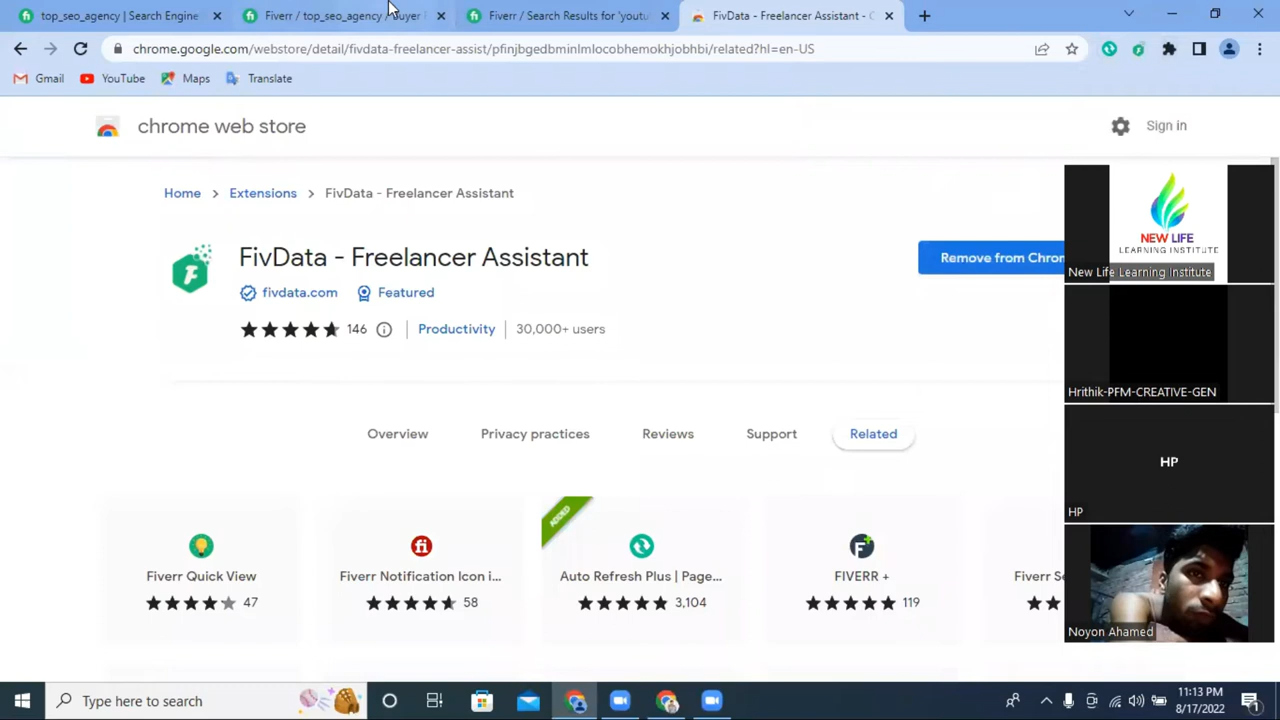 top_seo_agency | Search Engine
Fiverr / top_seo_agency / Buyer
Fiverr / Search Results for 'youtu
FivData - Freelancer Assistant - C
chrome.google.com/webstore/detail/fivdata-freelancer-assist/pfinjbgedbminlmlocobhemokhjobhbi/related?hl=en-US
Gmail
YouTube
Maps
Translate
chrome web store
Sign in
Home > Extensions > FivData - Freelancer Assistant
FivData - Freelancer Assistant
Remove from Chrom
fivdata.com
Featured
146
Productivity
30,000+ users
NEW LIFE
LEARNING INSTITUTE
New Life Learning Institute
Hrithik-PFM-CREATIVE-GEN
Overview
Privacy practices
Reviews
Support
Related
HP
HP
ADDED
fi
Fiverr Quick View
Fiverr Notification Icon i...
Auto Refresh Plus | Page...
FIVERR +
Fiverr Se
47
58
3,104
119
Noyon Ahamed
Type here to search
11:13 PM
8/17/2022
1